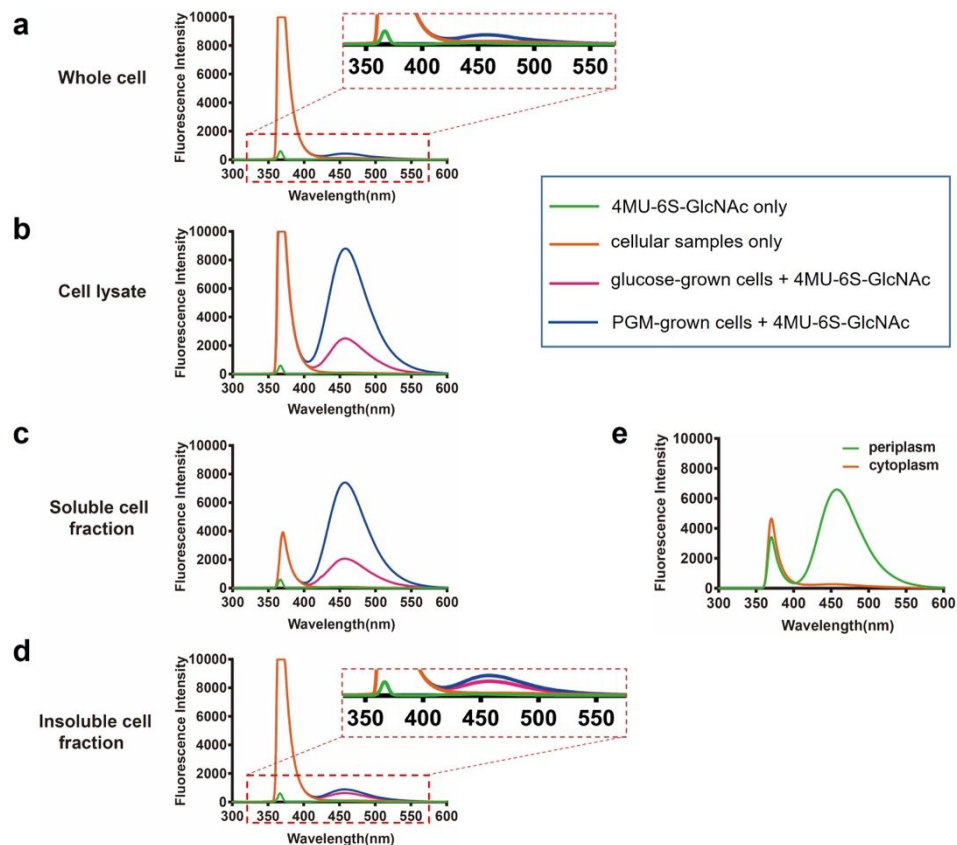 a
Whole cell
Fluorescence Intensity
10000
8000
6000
4000
2000
0
300 350 400 450 500 550 600
Wavelength(nm)
350 400 450 500 550
b
Cell lysate
Fluorescence Intensity
10000
8000
6000
4000
2000
0
300 350 400 450 500 550 600
Wavelength(nm)
4MU-6S-GlcNAc only
cellular samples only
glucose-grown cells + 4MU-6S-GlcNAc
PGM-grown cells + 4MU-6S-GlcNAc
c
Soluble cell
fraction
Fluorescence Intensity
10000
8000
6000
4000
2000
0
300 350 400 450 500 550 600
Wavelength(nm)
e
Fluorescence Intensity
10000
8000
6000
4000
2000
0
300 400 500 600
Wavelength(nm)
periplasm
cytoplasm
d
Insoluble cell
fraction
Fluorescence Intensity
10000
8000
6000
4000
2000
0
300 350 400 450 500 550 600
Wavelength(nm)
350 400 450 500 550